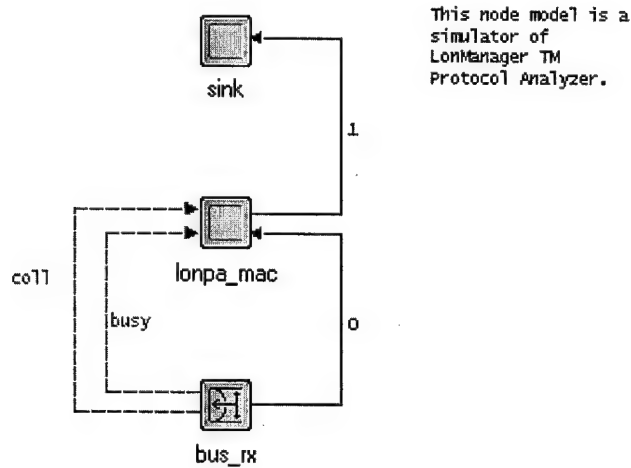 This node model is a
simulator of
LonManager TM
Protocol Analyzer.
sink
1
lonpa_mac
coll
busy
0
bus_rx